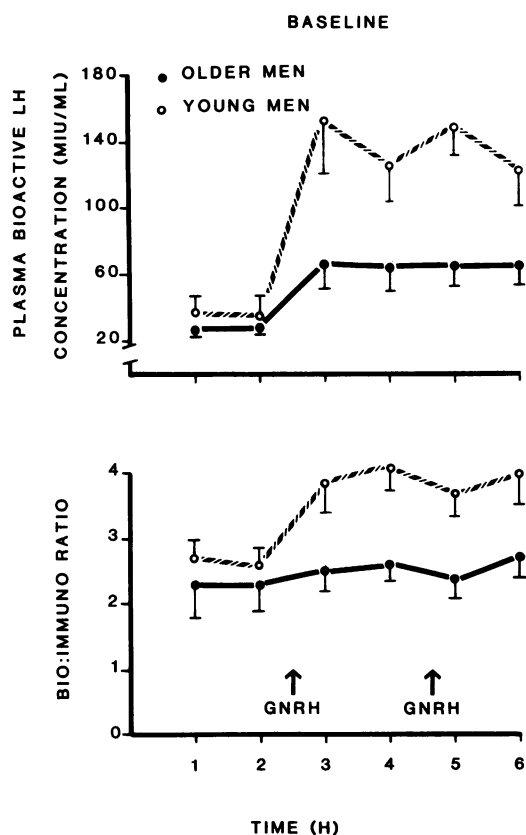 BASELINE
PLASMA BIOACTIVE LH
CONCENTRATION (MIU/ML)
180
140
100
60
20
OLDER MEN
YOUNG MEN
BIO:IMMUNO RATIO
4
3
2
1
0
GNRH GNRH
1 2 3 4 5 6
TIME (H)